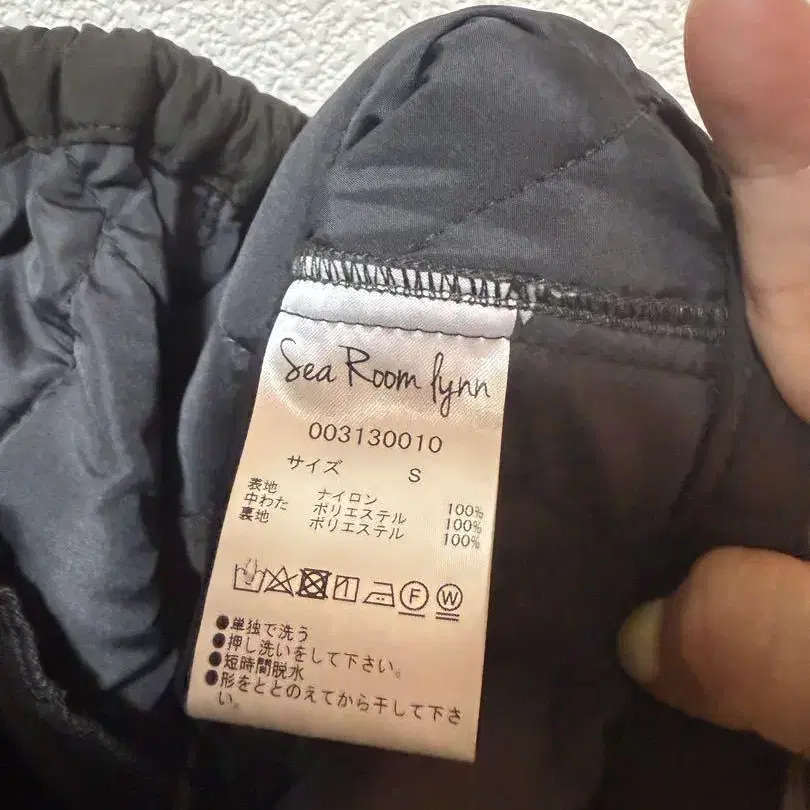 Sea Room lynn
003130010
サイズ S
表地 ナイロン 100%
中わた ポリエステル 100%
裏地 ポリエステル 100%
F W
単独で洗う
押し洗いをして下さい。
短時間脱水
形をととのえてから干して下さ
い。